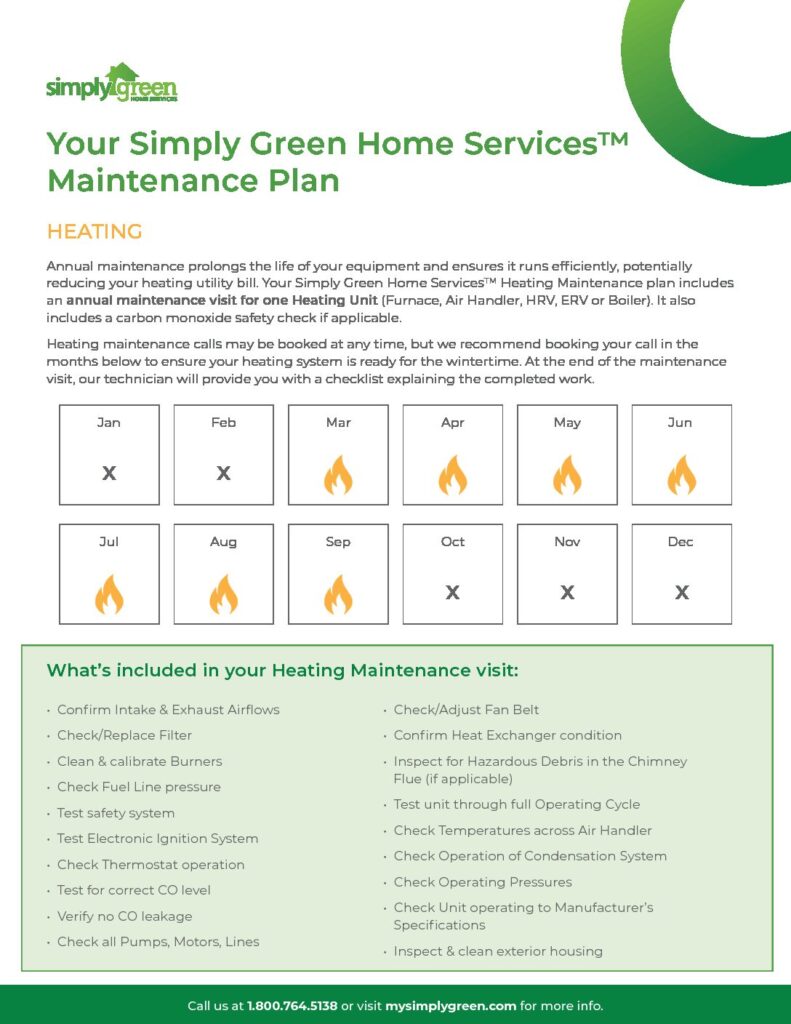 simply green
HOME SERVICES
Your Simply Green Home Services™
Maintenance Plan
HEATING
Annual maintenance prolongs the life of your equipment and ensures it runs efficiently, potentially
reducing your heating utility bill. Your Simply Green Home Services™ Heating Maintenance plan includes
an annual maintenance visit for one Heating Unit (Furnace, Air Handler, HRV, ERV or Boiler). It also
includes a carbon monoxide safety check if applicable.
Heating maintenance calls may be booked at any time, but we recommend booking your call in the
months below to ensure your heating system is ready for the wintertime. At the end of the maintenance
visit, our technician will provide you with a checklist explaining the completed work.
Jan Feb Mar Apr May Jun
X X
Jul Aug Sep Oct Nov Dec
X X X
What's included in your Heating Maintenance visit:
• Confirm Intake & Exhaust Airflows
• Check/Replace Filter
• Clean & calibrate Burners
• Check Fuel Line pressure
• Test safety system
• Test Electronic Ignition System
• Check Thermostat operation
• Test for correct CO level
• Verify no CO leakage
• Check all Pumps, Motors, Lines
• Check/Adjust Fan Belt
• Confirm Heat Exchanger condition
• Inspect for Hazardous Debris in the Chimney
Flue (if applicable)
• Test unit through full Operating Cycle
• Check Temperatures across Air Handler
• Check Operation of Condensation System
• Check Operating Pressures
• Check Unit operating to Manufacturer's
Specifications
• Inspect & clean exterior housing
Call us at 1.800.764.5138 or visit mysimplygreen.com for more info.